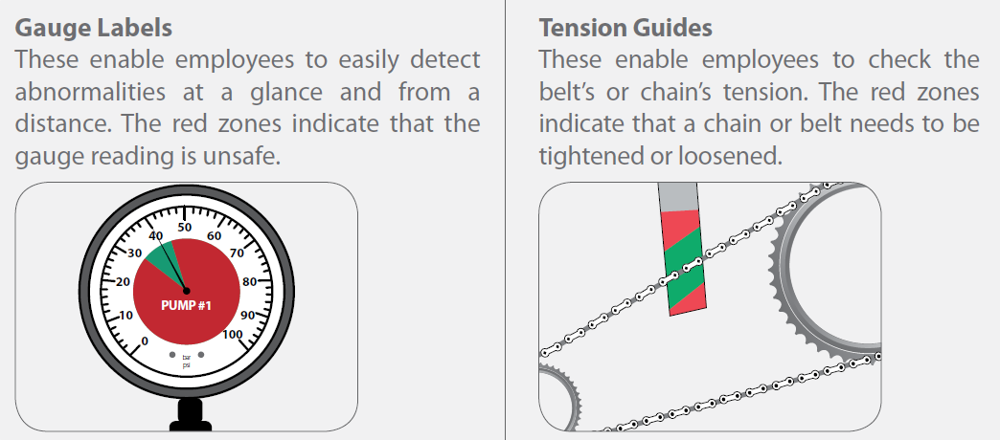 Gauge Labels
These enable employees to easily detect
abnormalities at a glance and from a
distance. The red zones indicate that the
gauge reading is unsafe.
0
10
20
30
40
50
60
70
80
90
100
PUMP #1
bar
psi
Tension Guides
These enable employees to check the
belt’s or chain’s tension. The red zones
indicate that a chain or belt needs to be
tightened or loosened.